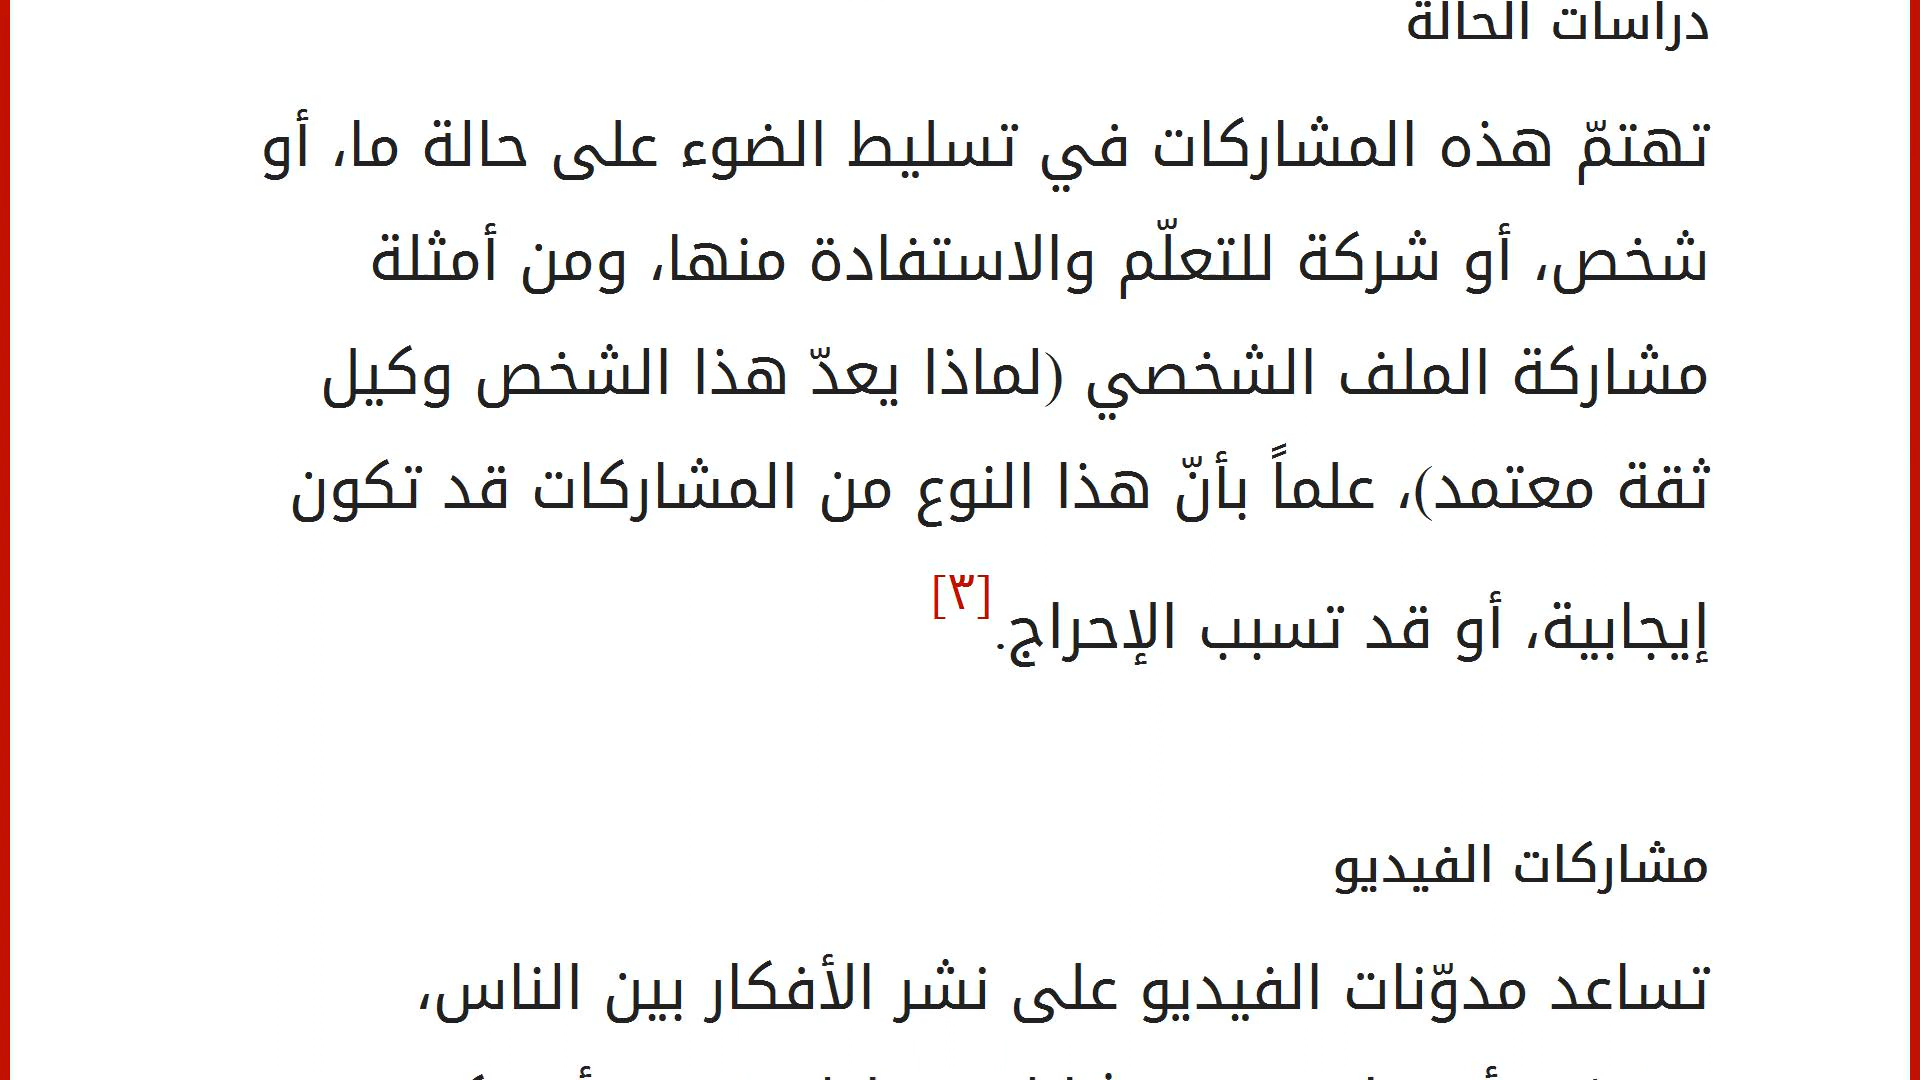 دراسات الحالة
تهتمّ هذه المشاركات في تسليط الضوء على حالة ما، أو
شخص، أو شركة للتعلّم والاستفادة منها، ومن أمثلة
مشاركة الملف الشخصي (لماذا يعدّ هذا الشخص وكيل
ثقة معتمد)، علماً بأنّ هذا النوع من المشاركات قد تكون
إيجابية، أو قد تسبب الإحراج.[٣]
مشاركات الفيديو
تساعد مدوّنات الفيديو على نشر الأفكار بين الناس،